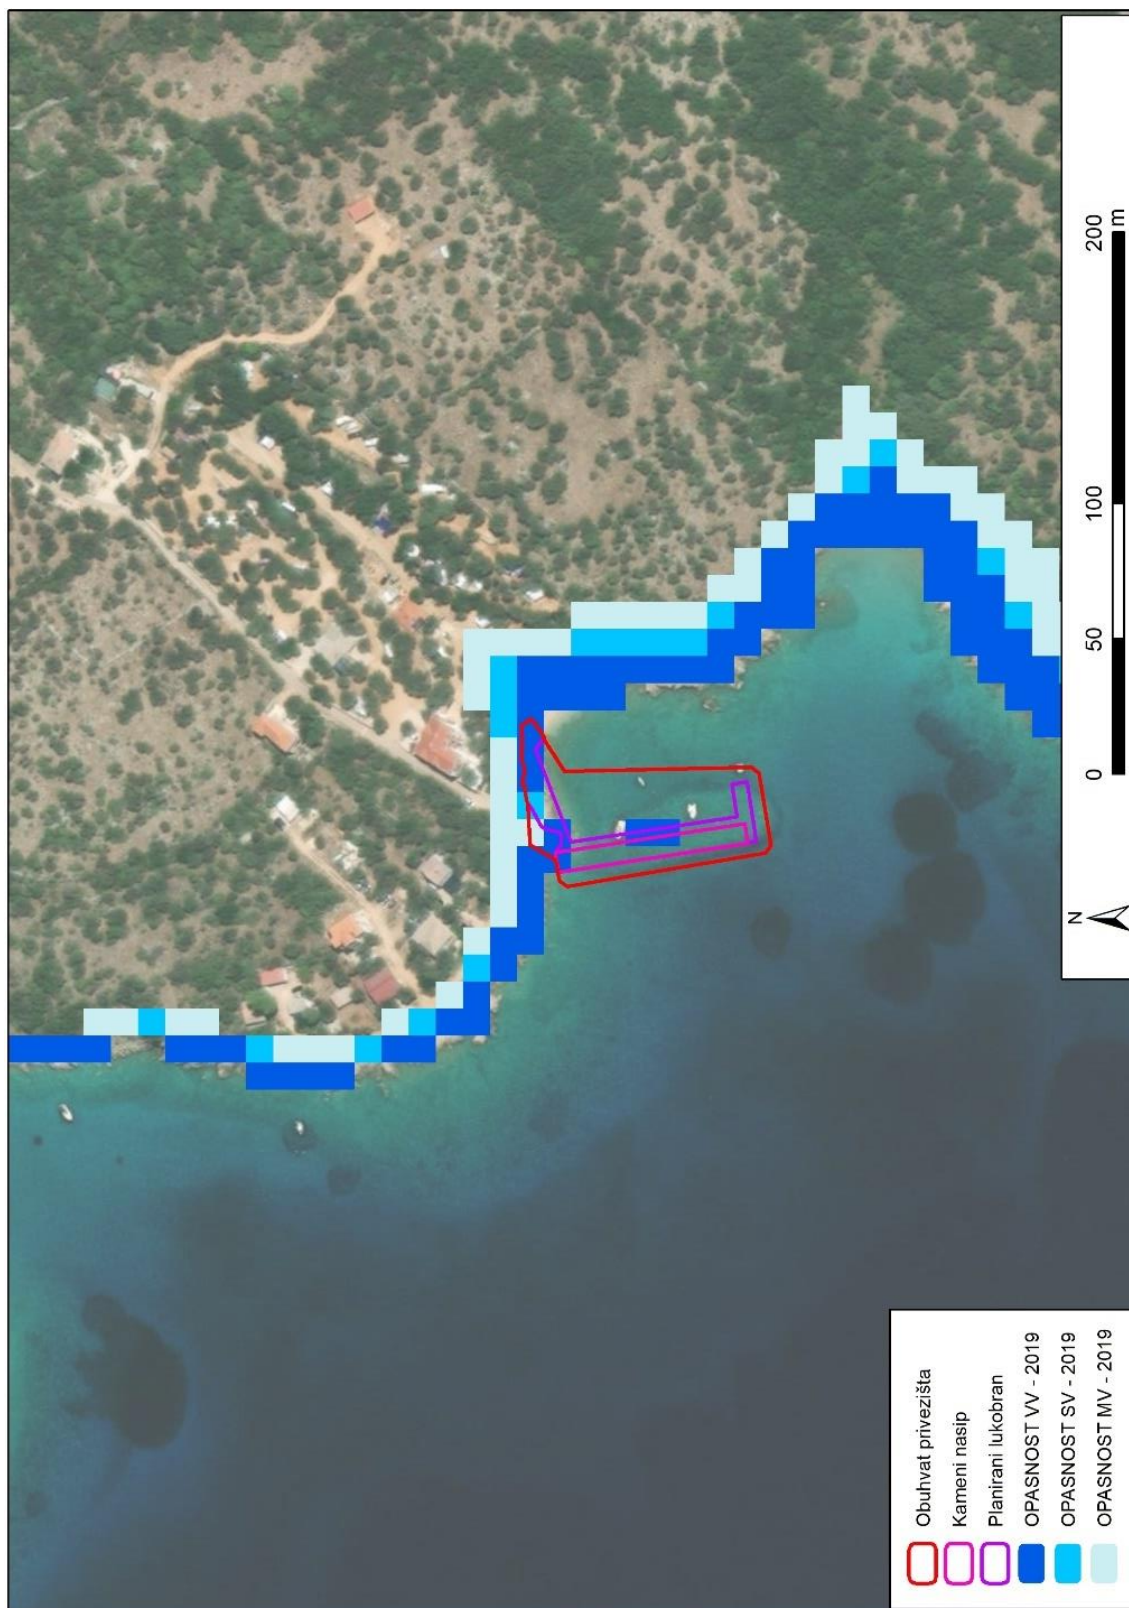 Obuhvat privezišta
Kameni nasip
Planirani lukobran
OPASNOST VV - 2019
OPASNOST SV - 2019
OPASNOST MV - 2019
N
0 50 100 200
m